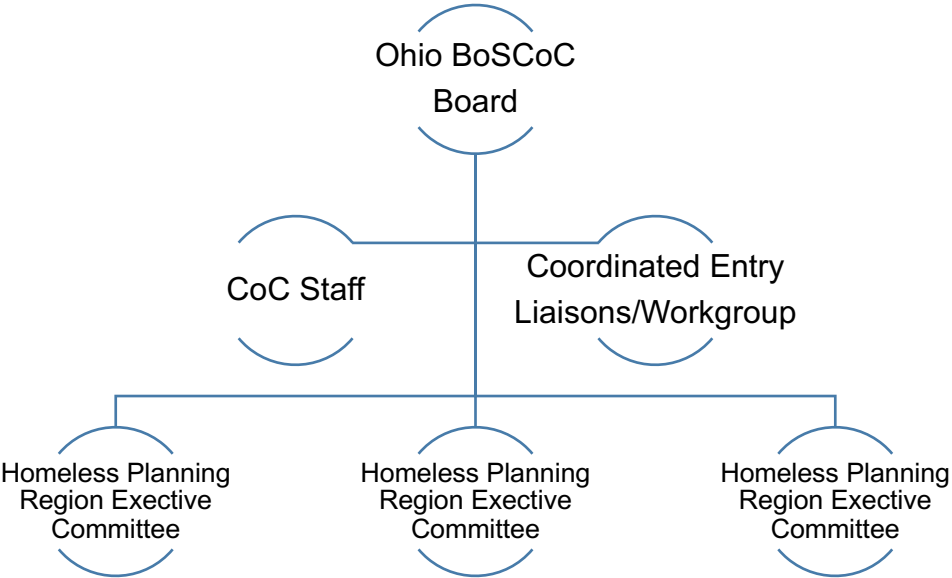 Ohio BoSCoC
Board
CoC Staff
Coordinated Entry
Liaisons/Workgroup
Homeless Planning
Region Exective
Committee
Homeless Planning
Region Exective
Committee
Homeless Planning
Region Exective
Committee